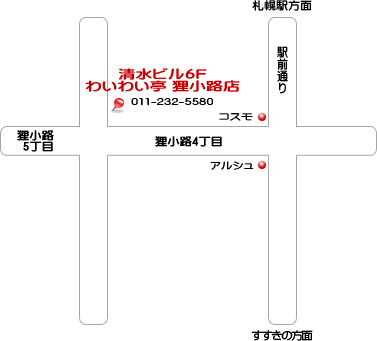 札幌駅方面
駅前通り
清水ビル6F
わいわい亭 狸小路店
011-232-5580
コスモ
狸小路
5丁目
狸小路4丁目
アルシュ
すすきの方面